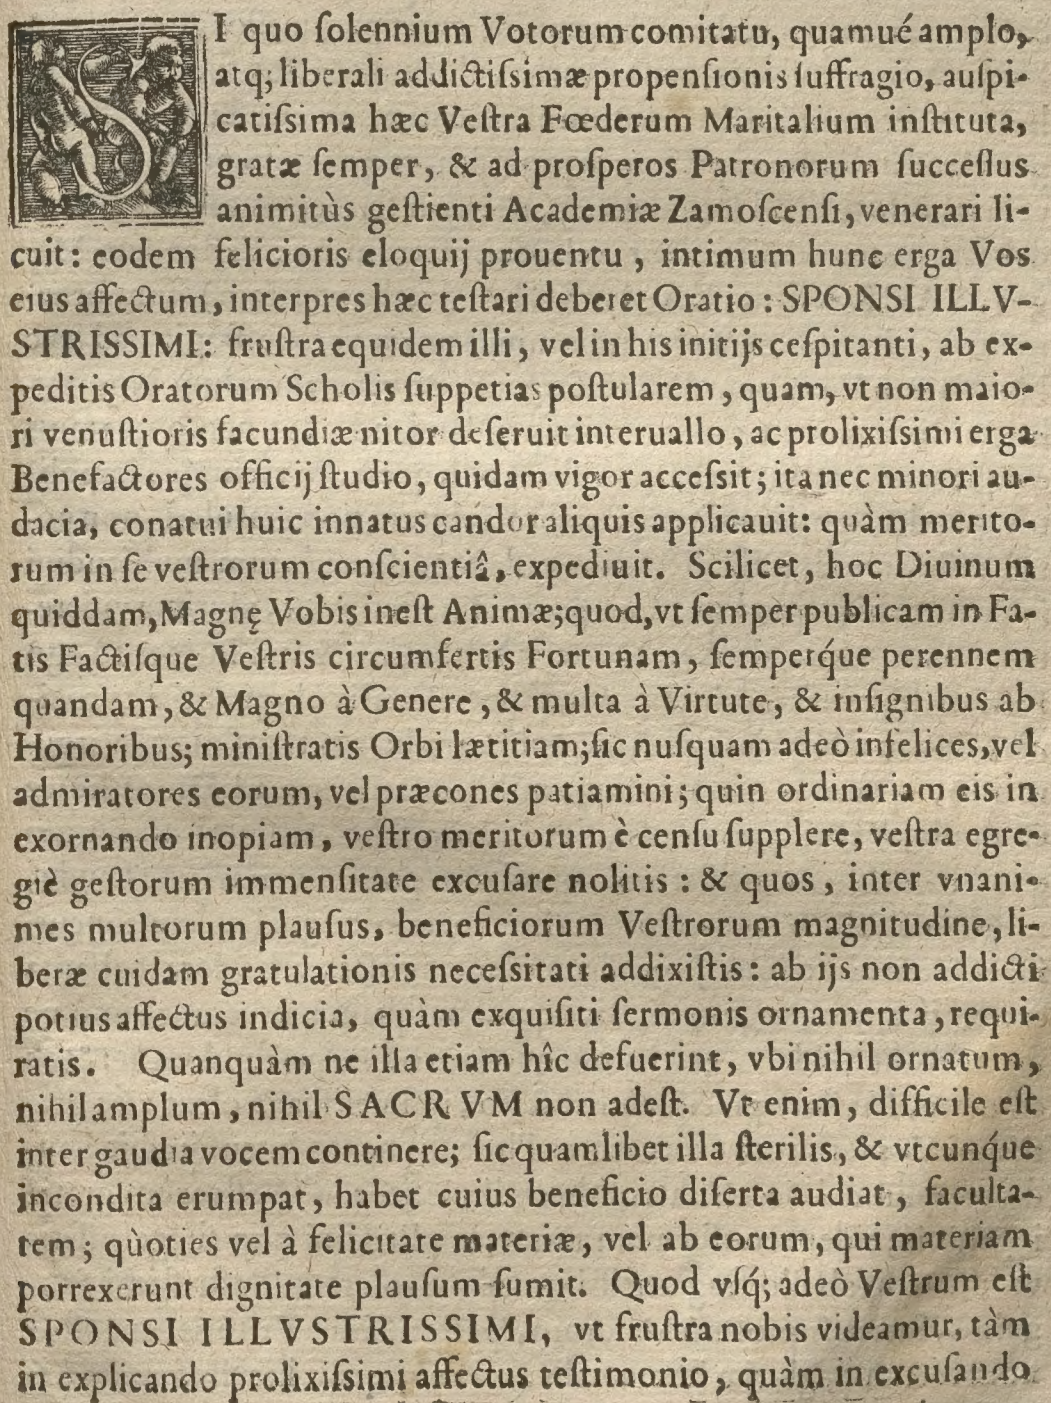 SI quo ſolennium Votorum comitatu, quamué amplo,
atq; liberali addictiſsimæ propenſionis ſuffragio, auſpi-
catiſsima hæc Veſtra Fœderum Maritalium inſtituta,
gratæ ſemper, & ad proſperos Patronorum ſucceſſus
animitùs geſtienti Academiæ Zamoſcenſi, venerari li-
cuit: eodem felicioris eloquij prouentu, intimum hunc erga Vos
eius affectum, interpres hæc teſtari deberet Oratio: SPONSI ILLV-
STRISSIMI: fruſtra equidem illi, vel in his initijs ceſpitanti, ab ex-
peditis Oratorum Scholis ſuppetias poſtularem, quam, vt non maio-
ri venuſtioris facundiæ nitor deſeruit interuallo, ac prolixiſsimi erga
Benefactores officij ſtudio, quidam vigor acceſsit; ita nec minori au-
dacia, conatui huic innatus candor aliquis applicauit: quàm merito-
rum in ſe veſtrorum conſcientiâ, expediuit. Scilicet, hoc Diuinum
quiddam, Magnę Vobis ineſt Animæ; quod, vt ſemper publicam in Fa-
tis Factiſque Veſtris circumfertis Fortunam, ſemperq́ue perennem
quandam, & Magno à Genere, & multa à Virtute, & inſignibus ab
Honoribus; miniſtratis Orbi lætitiam; ſic nuſquam adeò infelices, vel
admiratores eorum, vel præcones patiamini; quin ordinariam eis in
exornando inopiam, veſtro meritorum è cenſu ſupplere, veſtra egre-
giè geſtorum immenſitate excuſare nolitis: & quos, inter vnani-
mes multorum plauſus, beneficiorum Veſtrorum magnitudine, li-
beræ cuidam gratulationis neceſsitati addixiſtis: ab ijs non addicti
potius affectus indicia, quàm exquiſiti ſermonis ornamenta, requi-
ratis. Quanquàm ne illa etiam hîc defuerint, vbi nihil ornatum,
nihil amplum, nihil SACRVM non adeſt. Vt enim, difficile eſt
inter gaudia vocem continere; ſic quamlibet illa ſterilis, & vtcunq́ue
incondita erumpat, habet cuius beneficio diſerta audiat, faculta-
tem; qùoties vel à felicitate materiæ, vel ab eorum, qui materiam
porrexerunt dignitate plauſum ſumit. Quod vſq́; adeò Veſtrum eſt
SPONSI ILLVSTRISSIMI, vt fruſtra nobis videamur, tàm
in explicando prolixiſsimi affectus teſtimonio, quàm in excuſando